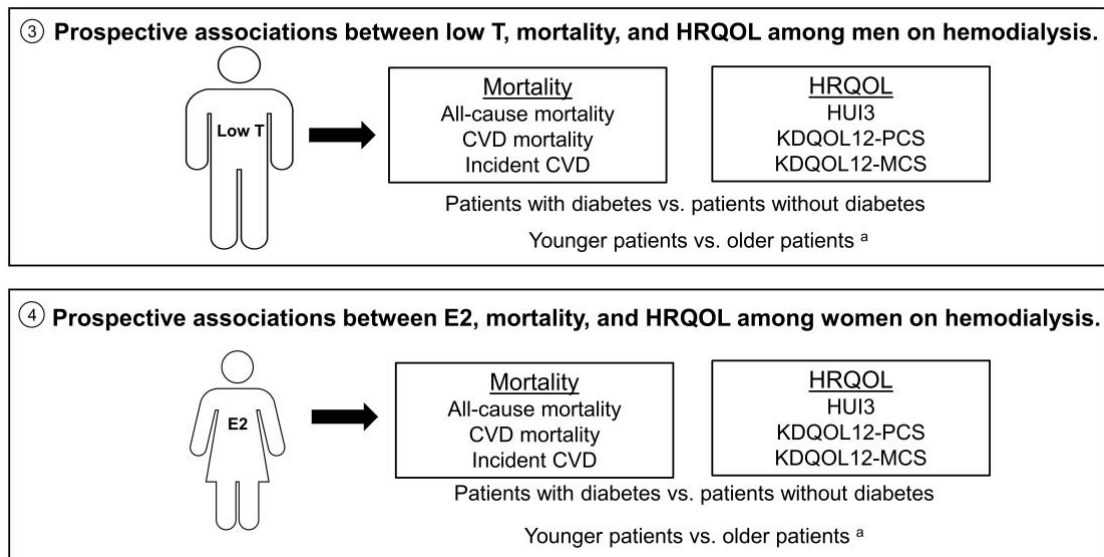 ③ Prospective associations between low T, mortality, and HRQOL among men on hemodialysis.
Low T
Mortality
All-cause mortality
CVD mortality
Incident CVD
HRQOL
HUI3
KDQOL12-PCS
KDQOL12-MCS
Patients with diabetes vs. patients without diabetes
Younger patients vs. older patients ᵃ
④ Prospective associations between E2, mortality, and HRQOL among women on hemodialysis.
E2
Mortality
All-cause mortality
CVD mortality
Incident CVD
HRQOL
HUI3
KDQOL12-PCS
KDQOL12-MCS
Patients with diabetes vs. patients without diabetes
Younger patients vs. older patients ᵃ